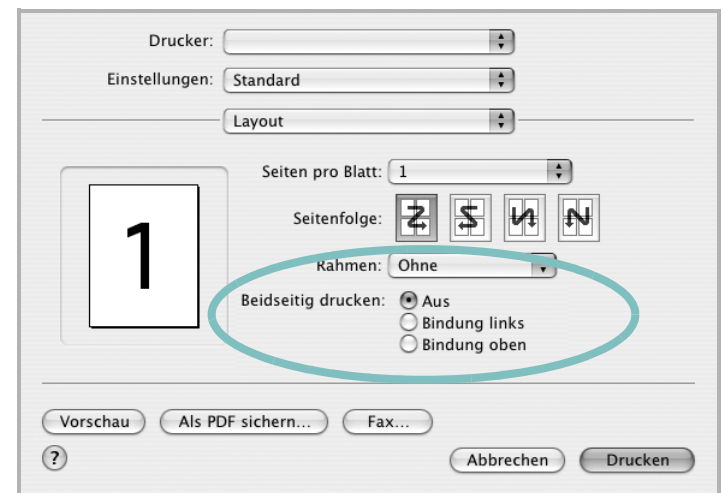 Drucker:
Einstellungen: Standard
Layout
Seiten pro Blatt: 1
Seitenfolge:
1
Rahmen: Ohne
Beidseitig drucken: Aus
Bindung links
Bindung oben
Vorschau Als PDF sichern... Fax...
? Abbrechen Drucken